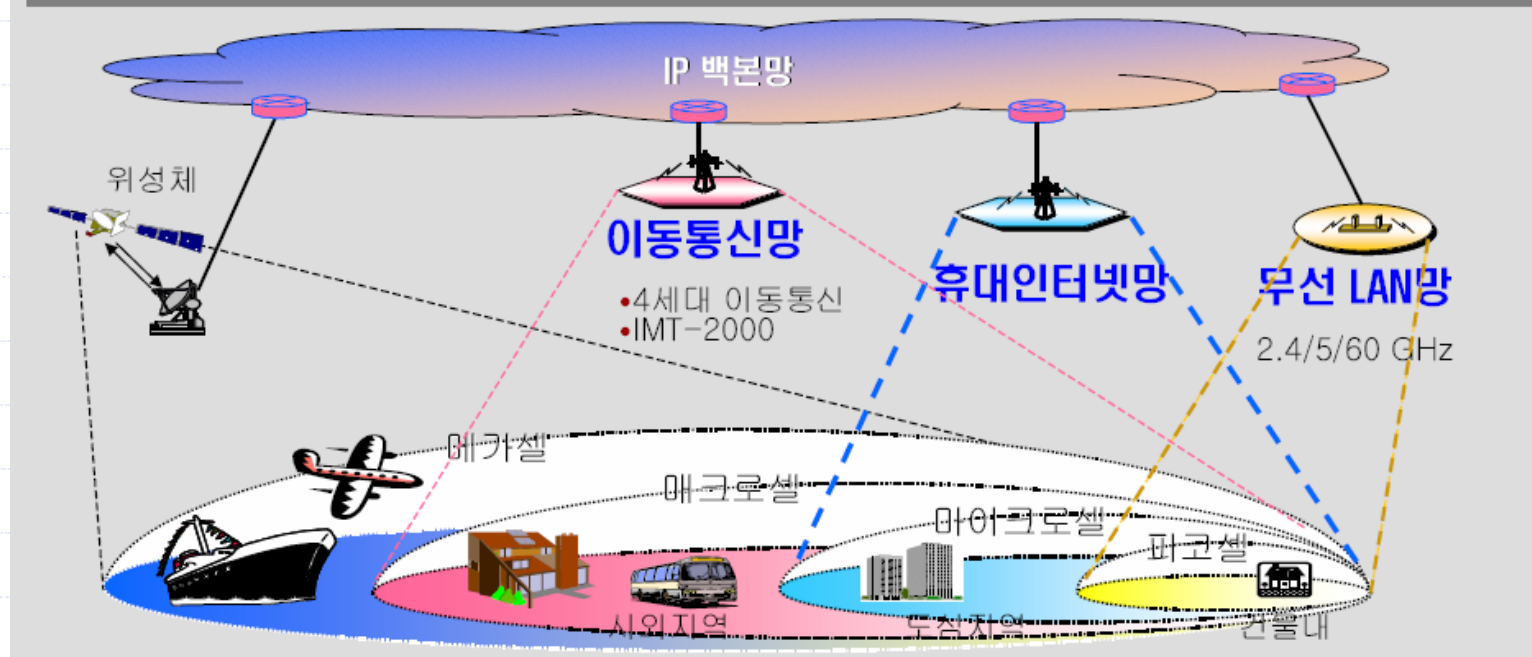 IP 백본망
위성체
이동통신망
•4세대 이동통신
•IMT-2000
휴대인터넷망
무선 LAN망
2.4/5/60 GHz
메가셀
매크로셀
마이크로셀
피코셀
시외지역
도심지역
건물내